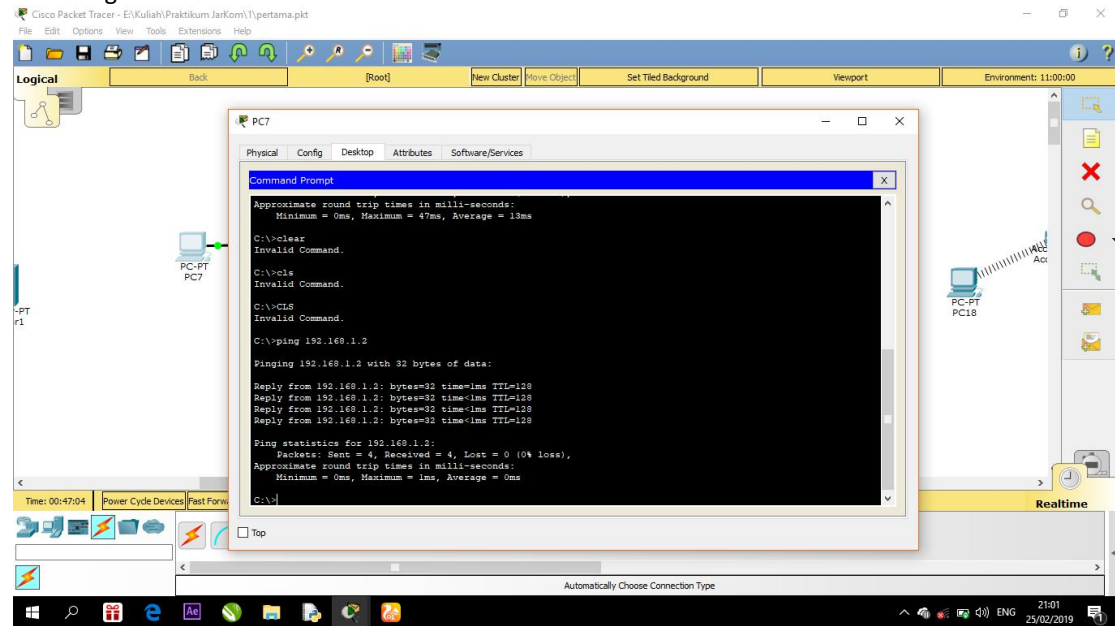 Cisco Packet Tracer - E:\Kuliah\Praktikum JarKom\1\pertama.pkt
File Edit Options View Tools Extensions Help
Logical Back [Root] New Cluster Move Object Set Tiled Background Viewport Environment: 11:00:00
PC7
Physical Config Desktop Attributes Software/Services
Command Prompt X
Approximate round trip times in milli-seconds:
Minimum = 0ms, Maximum = 47ms, Average = 13ms
C:\>clear
Invalid Command.
C:\>cls
Invalid Command.
C:\>CLS
Invalid Command.
C:\>ping 192.168.1.2
Pinging 192.168.1.2 with 32 bytes of data:
Reply from 192.168.1.2: bytes=32 time=1ms TTL=128
Reply from 192.168.1.2: bytes=32 time<1ms TTL=128
Reply from 192.168.1.2: bytes=32 time<1ms TTL=128
Reply from 192.168.1.2: bytes=32 time<1ms TTL=128
Ping statistics for 192.168.1.2:
Packets: Sent = 4, Received = 4, Lost = 0 (0% loss),
Approximate round trip times in milli-seconds:
Minimum = 0ms, Maximum = 1ms, Average = 0ms
C:\>
Top
PC-PT
PC7
-PT
r1
Acc
Acc
PC-PT
PC18
Time: 00:47:04 Power Cycle Devices Fast Forw
Realtime
Automatically Choose Connection Type
Ae
ENG
21:01
25/02/2019